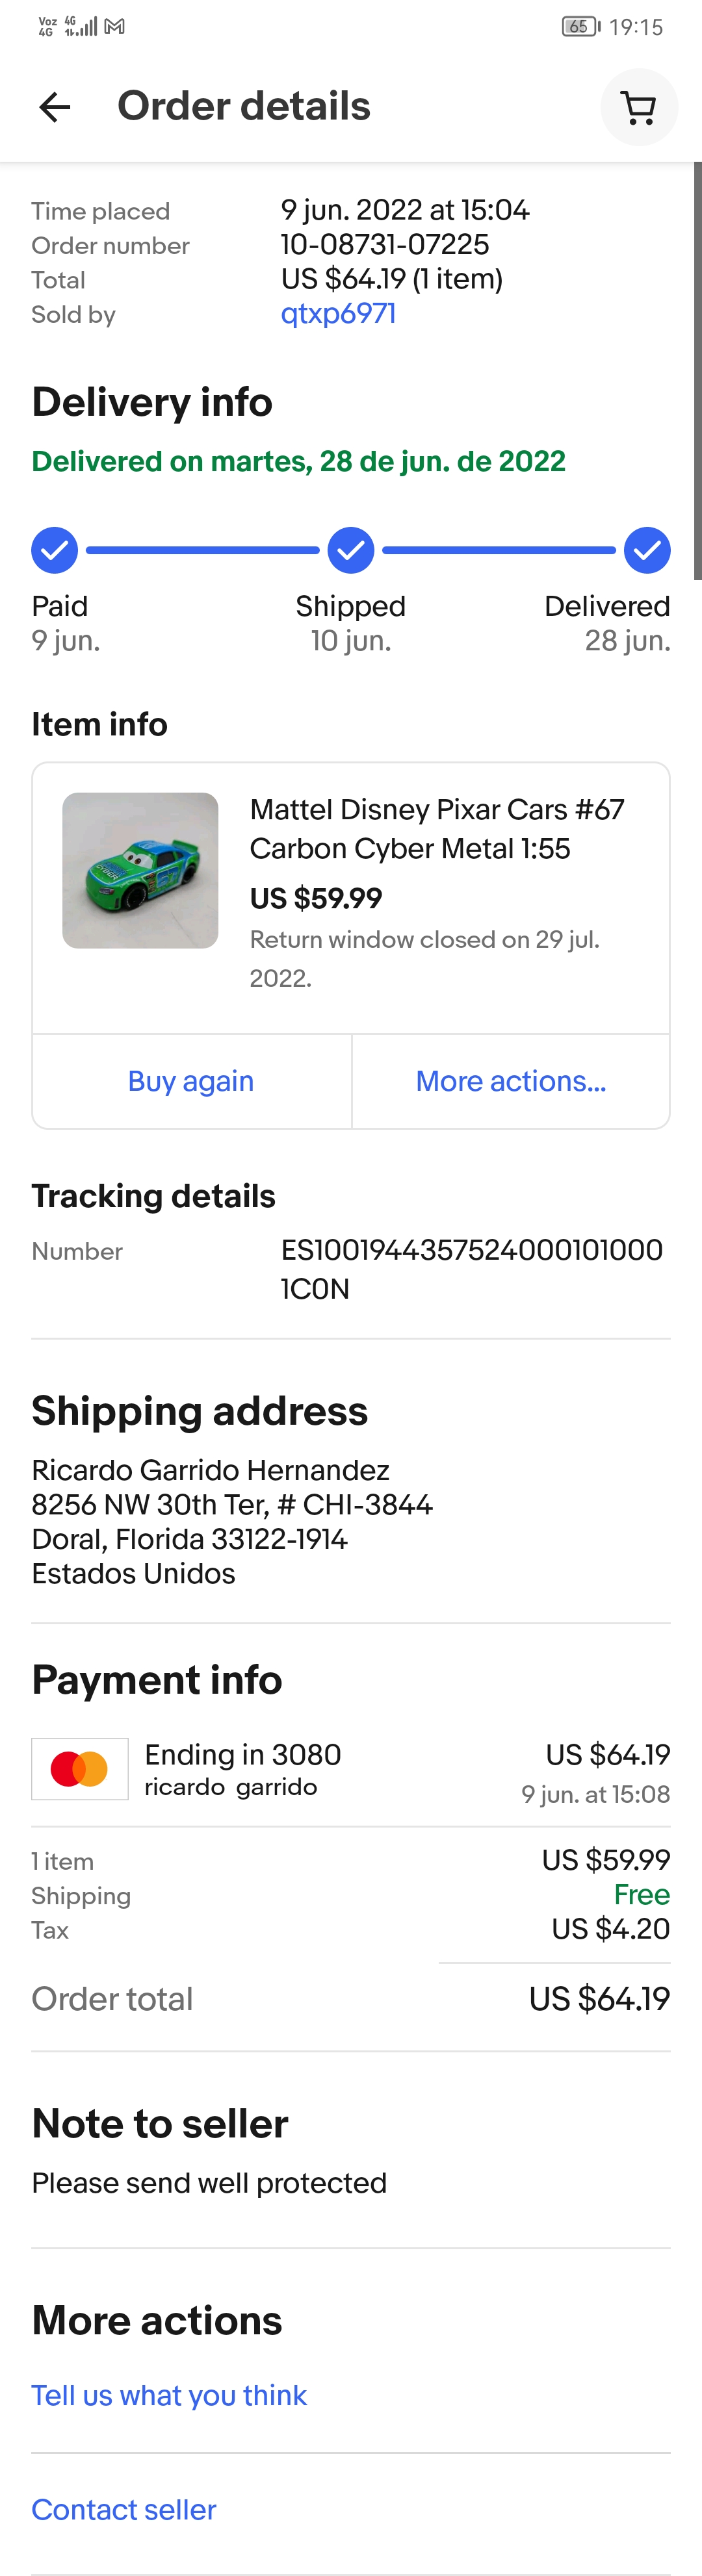 Voz 4G 4G 65 19:15
Order details
Time placed 9 jun. 2022 at 15:04
Order number 10-08731-07225
Total US $64.19 (1 item)
Sold by qtxp6971
Delivery info
Delivered on martes, 28 de jun. de 2022
Paid Shipped Delivered
9 jun. 10 jun. 28 jun.
Item info
Mattel Disney Pixar Cars #67
Carbon Cyber Metal 1:55
US $59.99
Return window closed on 29 jul.
2022.
Buy again More actions...
Tracking details
Number ES10019443575240001010001C0N
Shipping address
Ricardo Garrido Hernandez
8256 NW 30th Ter, # CHI-3844
Doral, Florida 33122-1914
Estados Unidos
Payment info
Ending in 3080 US $64.19
ricardo garrido 9 jun. at 15:08
1 item US $59.99
Shipping Free
Tax US $4.20
Order total US $64.19
Note to seller
Please send well protected
More actions
Tell us what you think
Contact seller